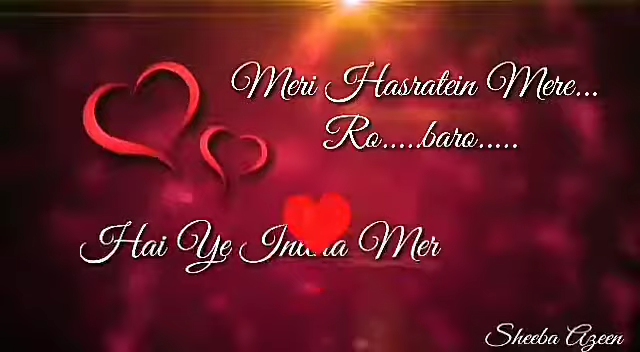 Meri Hasratein Mere...
Ro.....baro.....
Hai Ye Mer
Sheeba Azeen